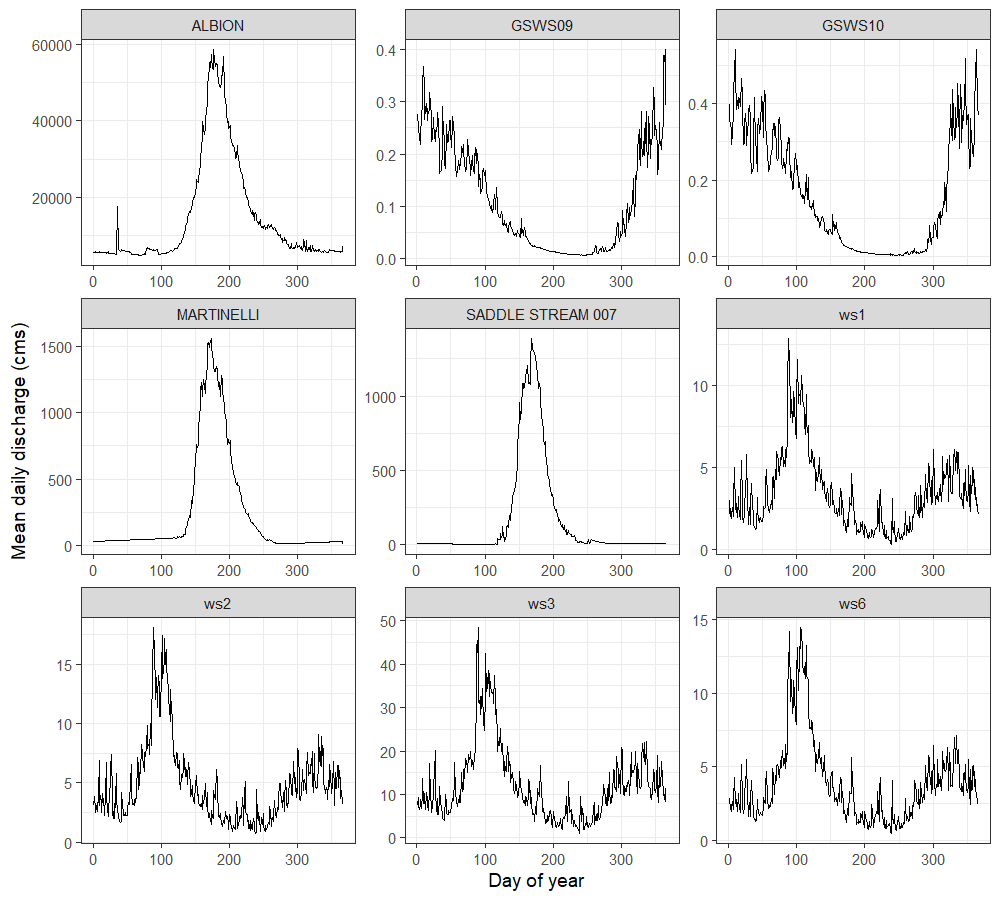 ALBION
GSWS09
GSWS10
60000
40000
20000
0.4
0.3
0.2
0.1
0.0
0.4
0.2
0.0
0 100 200 300
0 100 200 300
0 100 200 300
MARTINELLI
SADDLE STREAM 007
ws1
Mean daily discharge (cms)
1500
1000
500
0
1000
500
0
10
5
0
0 100 200 300
0 100 200 300
0 100 200 300
ws2
ws3
ws6
15
10
5
0
50
40
30
20
10
0
15
10
5
0
0 100 200 300
0 100 200 300
0 100 200 300
Day of year